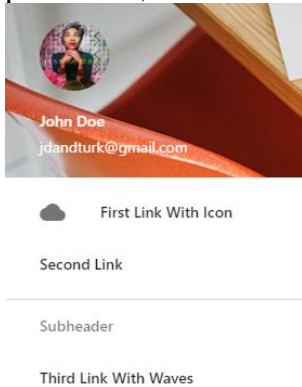 John Doe
jdandturk@gmail.com
First Link With Icon
Second Link
Subheader
Third Link With Waves